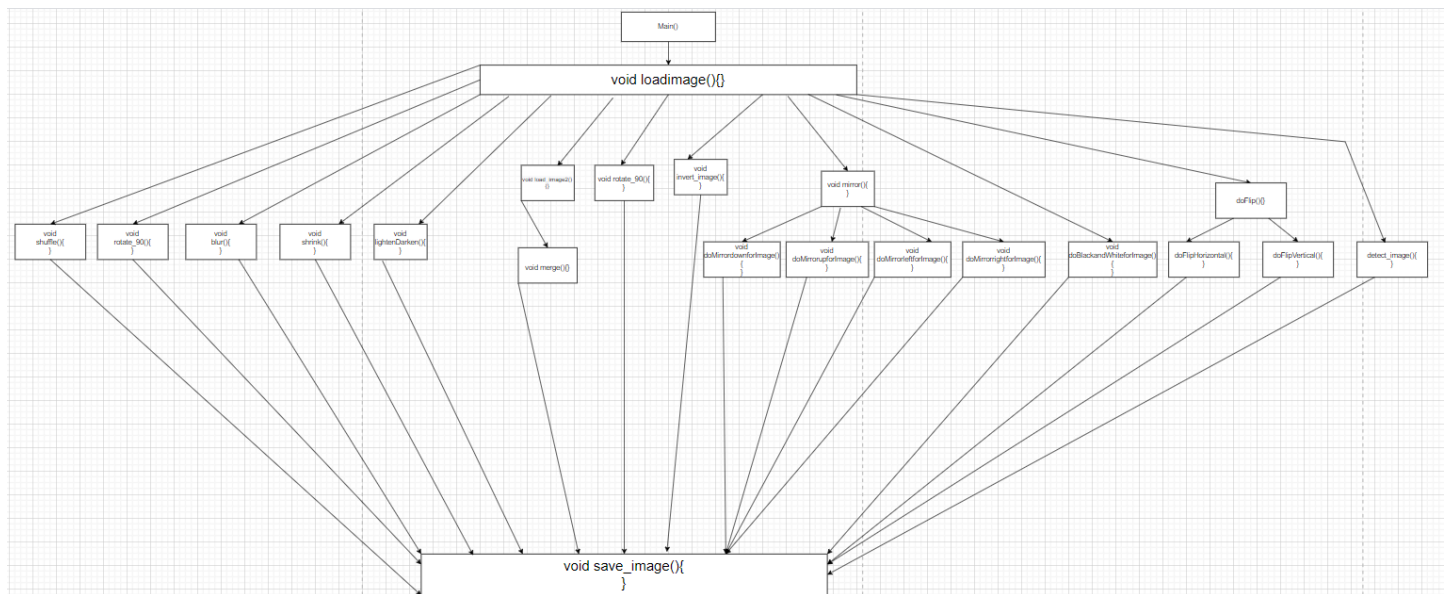 Main()
void loadimage(){}
void load_image2()
{}
void rotate_90(){
}
void
invert_image(){
}
void mirror(){
}
doFlip(){}
void
shuffle(){
}
void
rotate_90(){
}
void
blur(){
}
void
shrink(){
}
void
lightenDarken(){
}
void merge(){}
void
doMirrordownforImage()
{
}
void
doMirrorupforImage(){
}
void
doMirrorleftforImage(){
}
void
doMirrorrightforImage(){
}
void
doBlackandWhiteforImage()
{
}
doFlipHorizontal(){
}
doFlipVertical(){
}
detect_image(){
}
void save_image(){
}